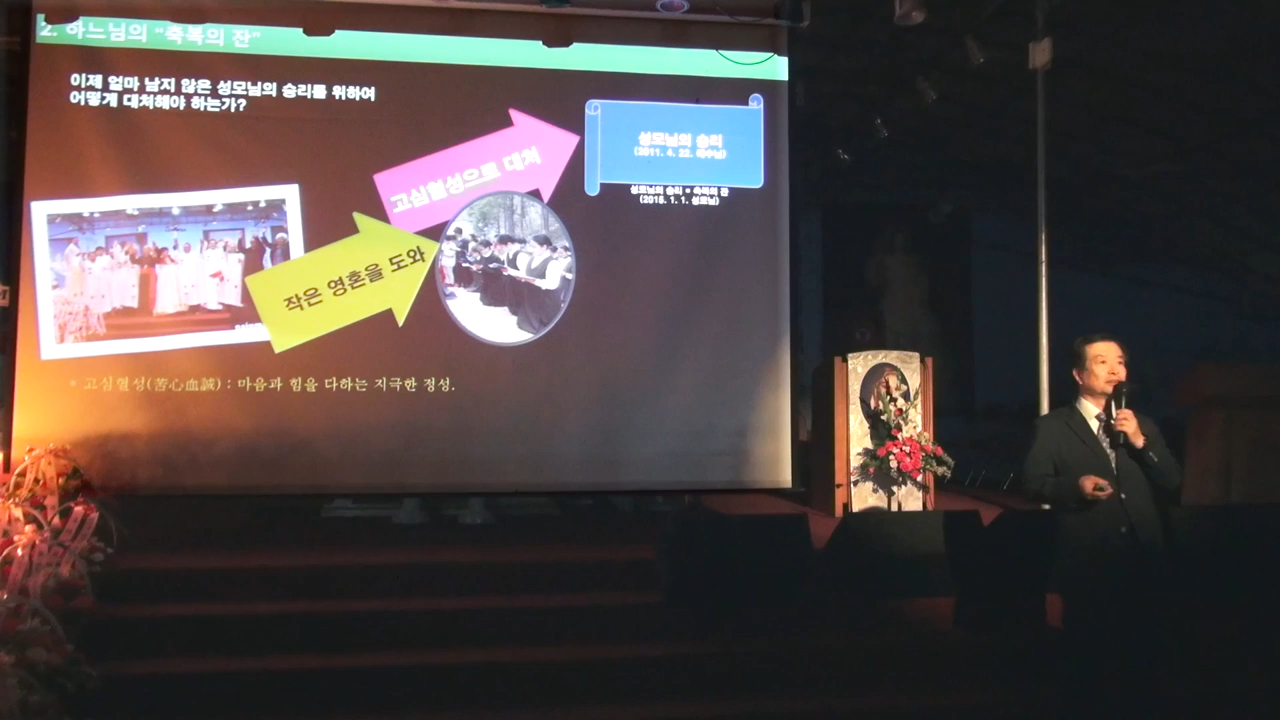 2. 하느님의 "축복의 잔"
이제 얼마 남지 않은 성모님의 승리를 위하여
어떻게 대처해야 하는가?
성모님의 승리
(2011. 4. 22. 예수님)
성모님의 승리 = 축복의 잔
(2015. 1. 1. 성모님)
고심혈성으로 대처
작은 영혼을 도와
* 고심혈성(苦心血誠) : 마음과 힘을 다하는 지극한 정성.